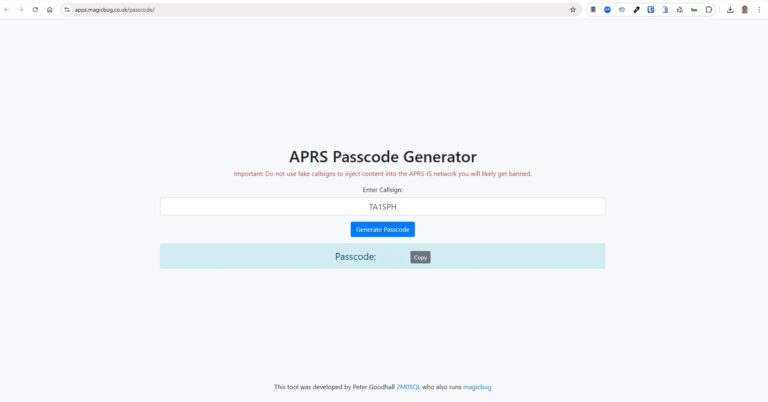 apps.magicbug.co.uk/passcode/
APRS Passcode Generator
Important: Do not use fake callsigns to inject content into the APRS-IS network you will likely get banned.
Enter Callsign:
TA1SPH
Generate Passcode
Passcode: Copy
This tool was developed by Peter Goodhall 2M0SQL who also runs magicbug